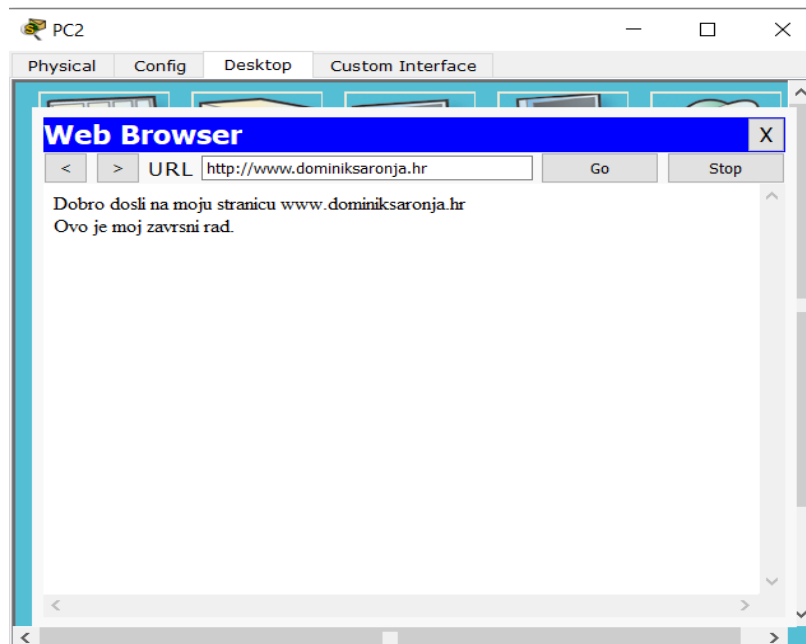 PC2
Physical Config Desktop Custom Interface
Web Browser X
< > URL http://www.dominiksaronja.hr Go Stop
Dobro dosli na moju stranicu www.dominiksaronja.hr
Ovo je moj zavrsni rad.